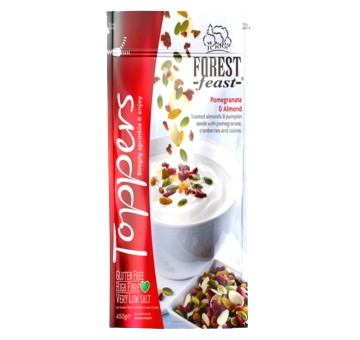 FOREST
-feast-
Pomegranate
& Almond
Toasted almonds & pumpkin
seeds with pomegranate,
cranberries and raisins.
Toppers
Simply sprinkle & enjoy
GLUTEN FREE
HIGH FIBRE
VERY LOW SALT
450g